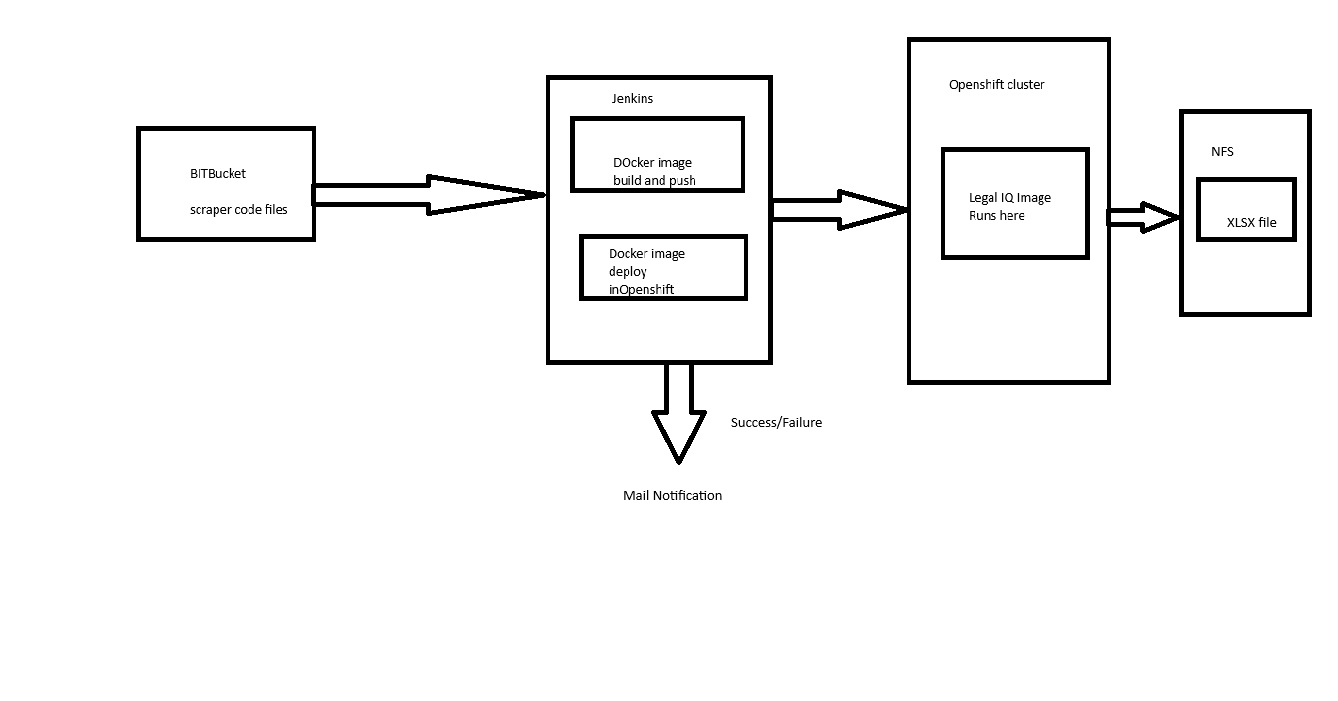 BITBucket
scraper code files
Jenkins
DOcker image
build and push
Docker image
deploy
inOpenshift
Success/Failure
Mail Notification
Openshift cluster
Legal IQ Image
Runs here
NFS
XLSX file